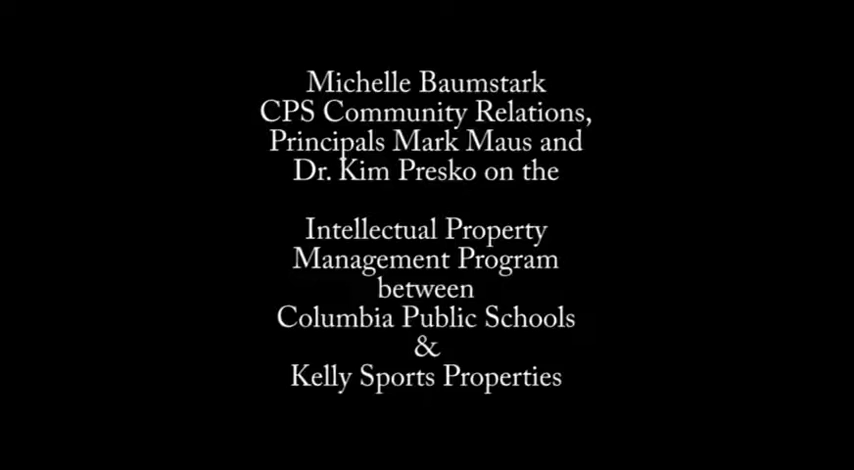 Michelle Baumstark
CPS Community Relations,
Principals Mark Maus and
Dr. Kim Presko on the
Intellectual Property
Management Program
between
Columbia Public Schools
&
Kelly Sports Properties